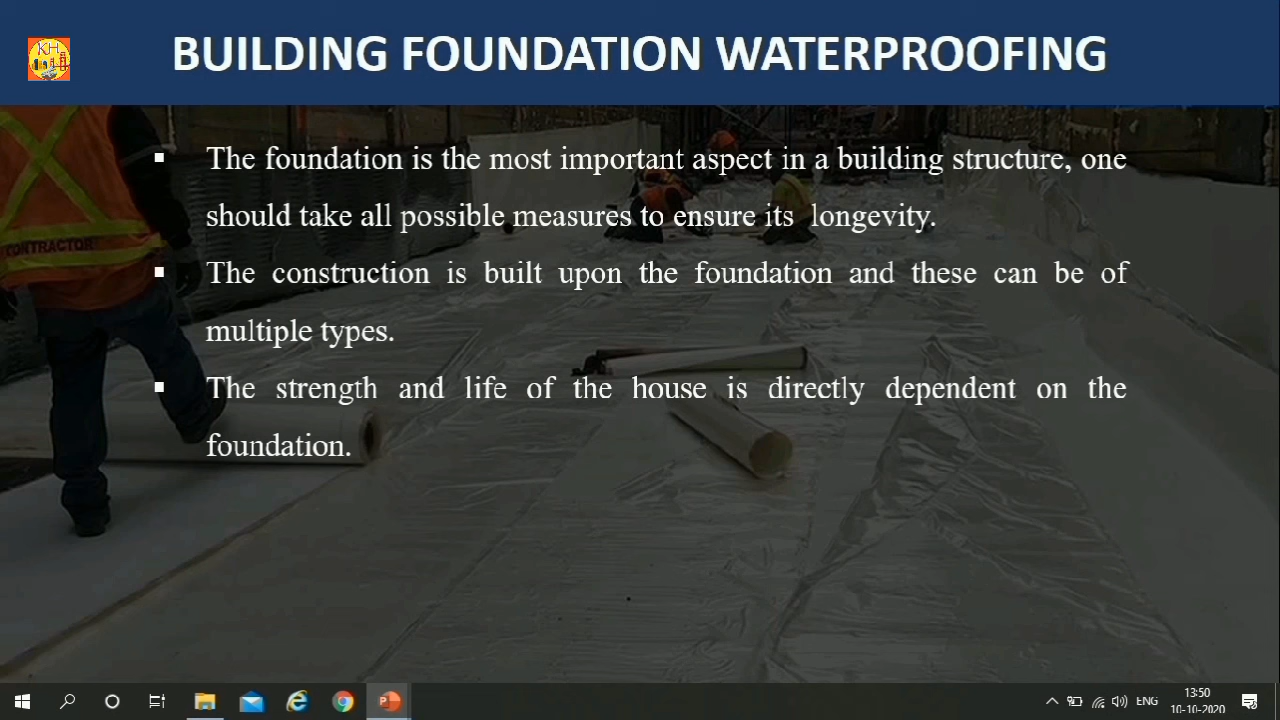 KH
BUILDING FOUNDATION WATERPROOFING
▪ The foundation is the most important aspect in a building structure, one
should take all possible measures to ensure its longevity.
▪ The construction is built upon the foundation and these can be of
multiple types.
▪ The strength and life of the house is directly dependent on the
foundation.
CONTRACTOR
ENG
13:50
10-10-2020